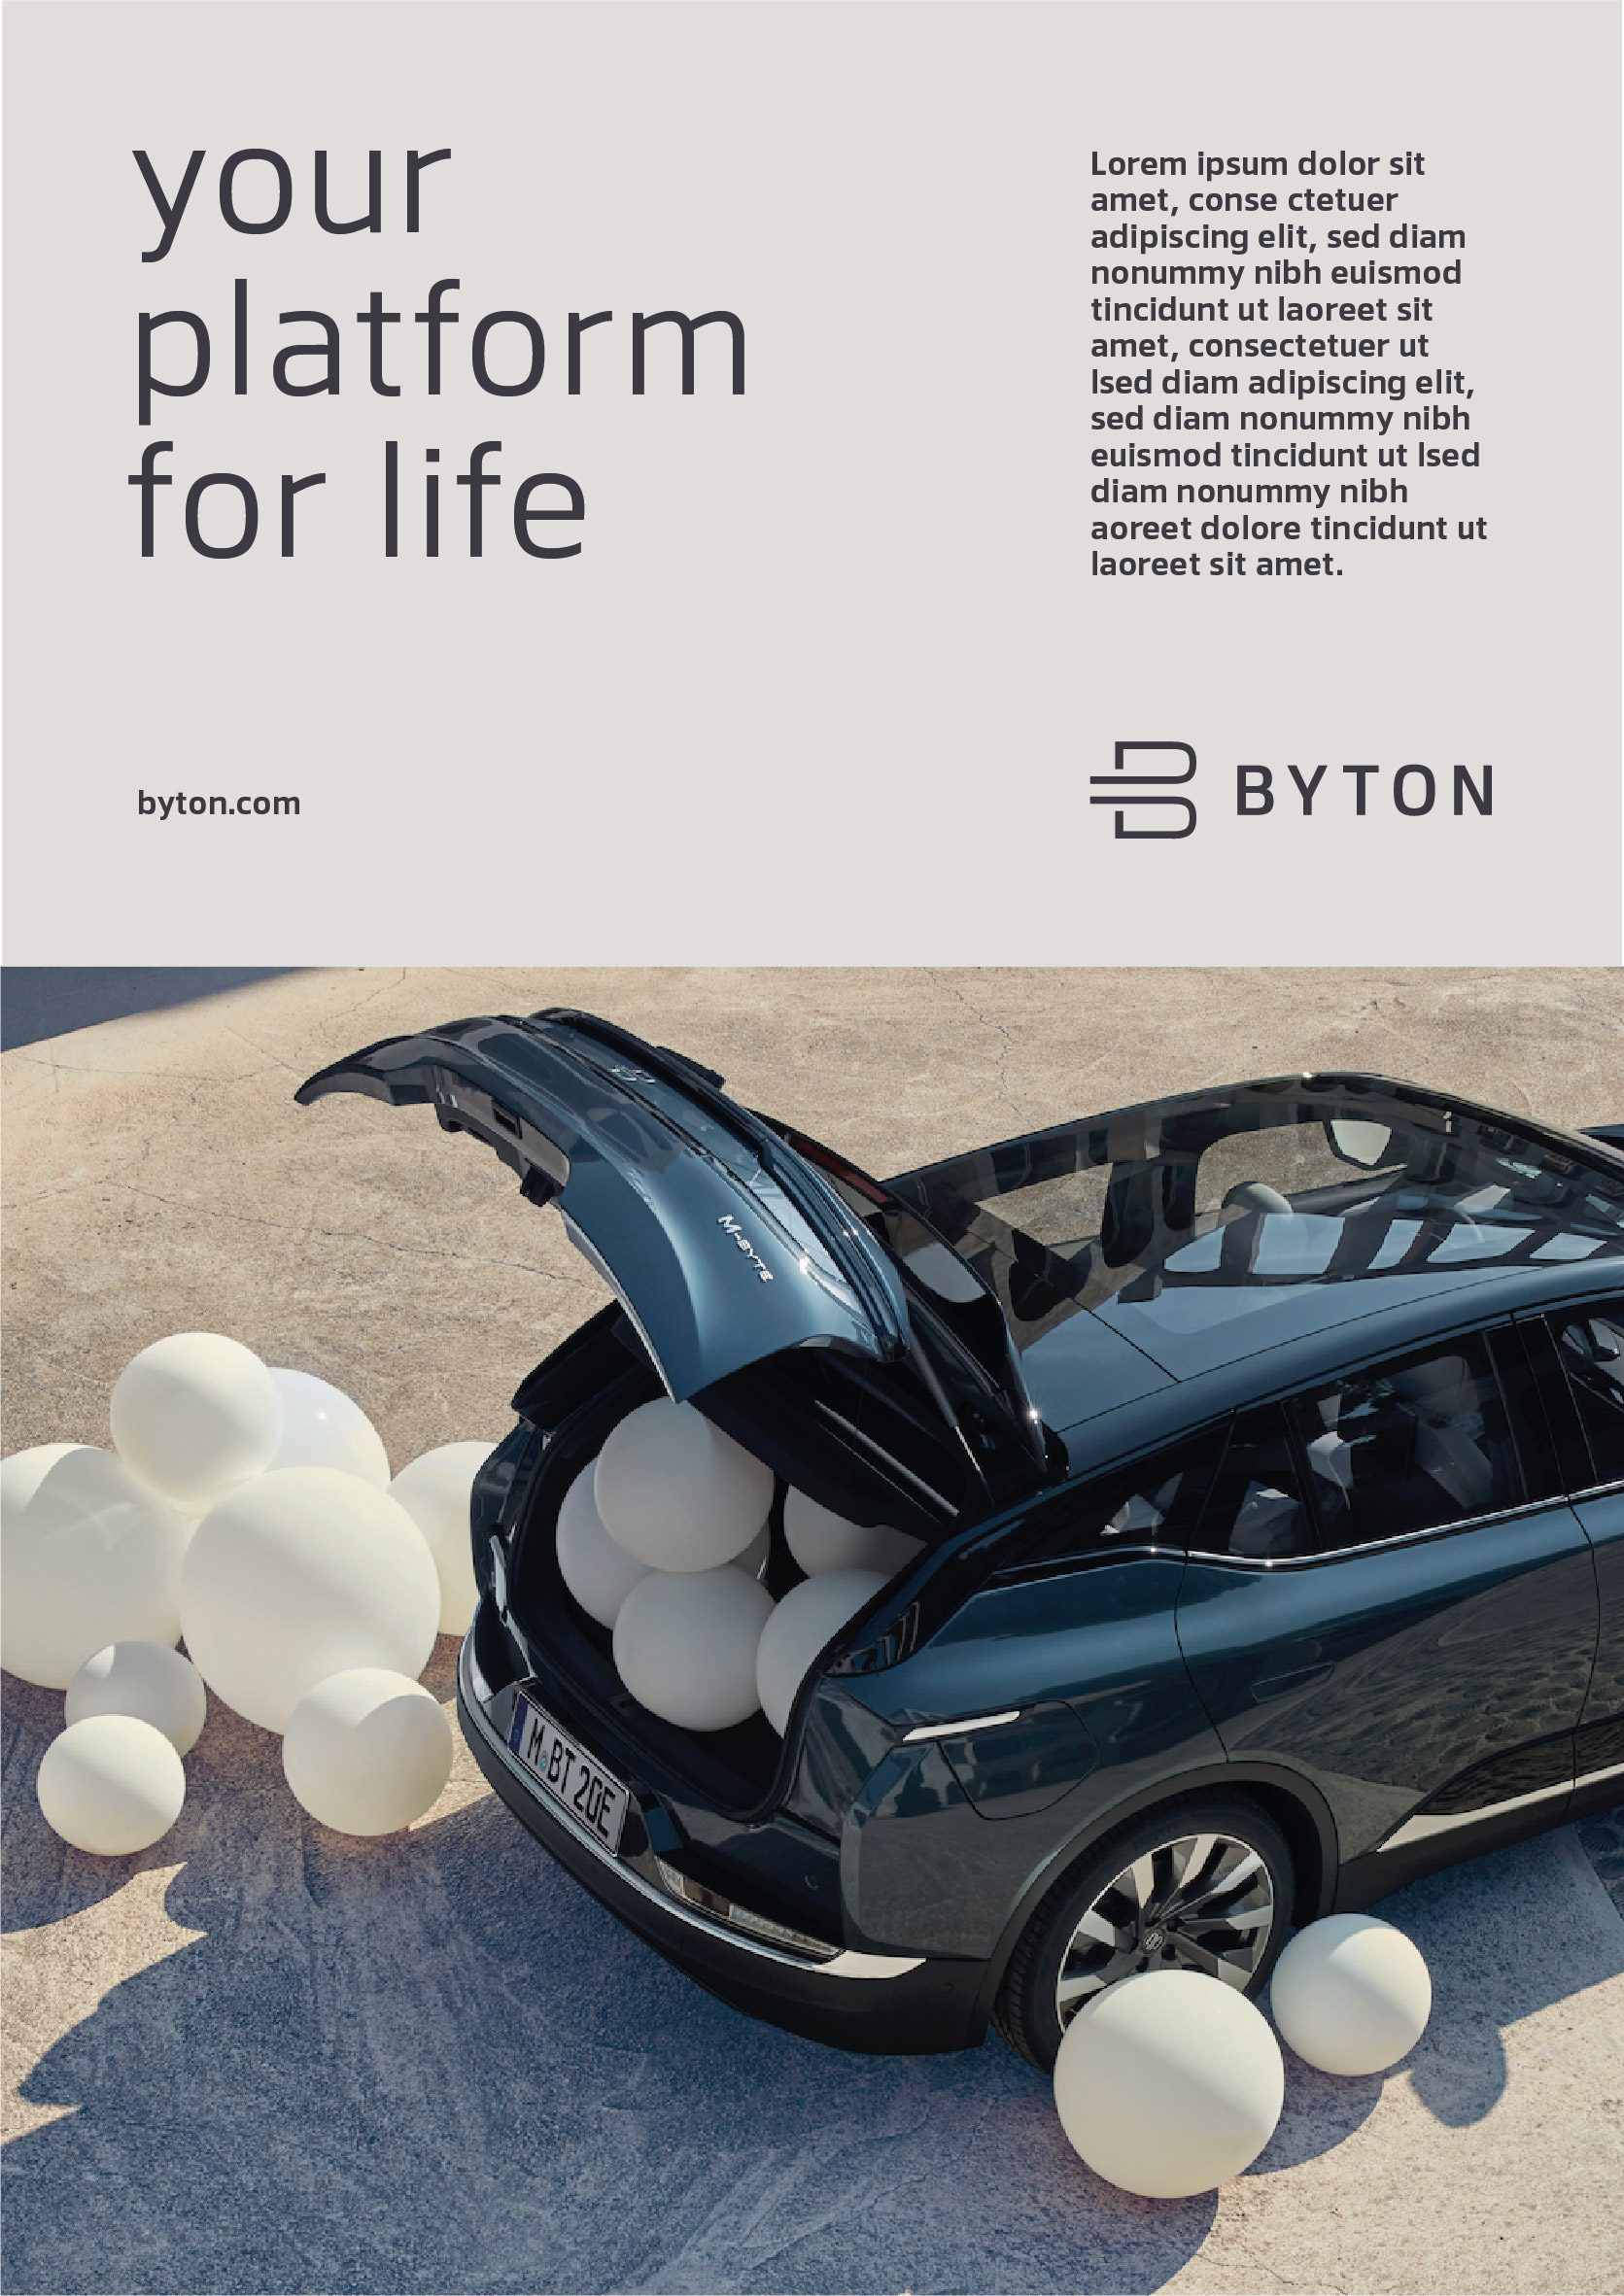 your
platform
for life
Lorem ipsum dolor sit
amet, conse ctetuer
adipiscing elit, sed diam
nonummy nibh euismod
tincidunt ut laoreet sit
amet, consectetuer ut
lsed diam adipiscing elit,
sed diam nonummy nibh
euismod tincidunt ut lsed
diam nonummy nibh
aoreet dolore tincidunt ut
laoreet sit amet.
byton.com
BYTON
M-BYTE
M BT 20E